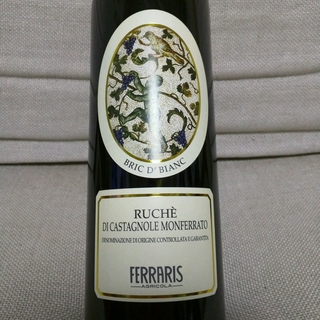 BRIC D' BIANC
RUCHÈ
DI CASTAGNOLE MONFERRATO
DENOMINAZIONE DI ORIGINE CONTROLLATA E GARANTITA
FERRARIS
AGRICOLA